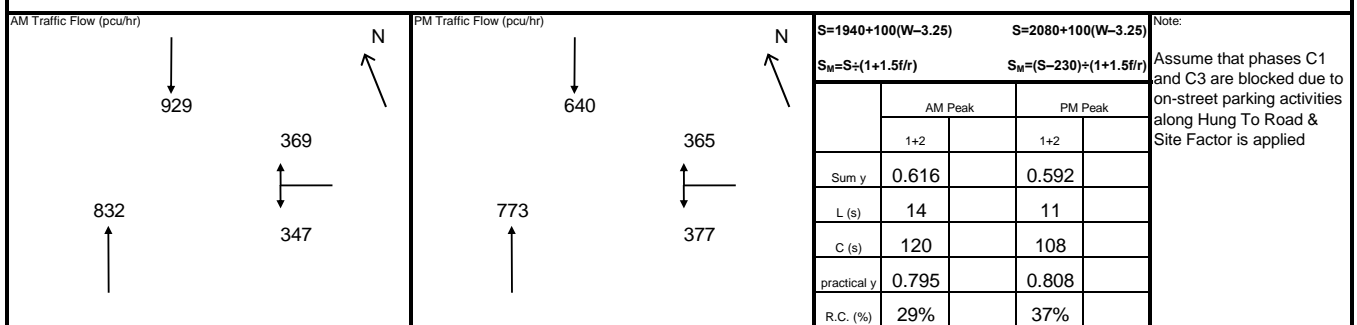 AM Traffic Flow (pcu/hr)
N
929
369
832
347
PM Traffic Flow (pcu/hr)
N
640
365
773
377
S=1940+100(W–3.25) S=2080+100(W–3.25)
S_M=S÷(1+1.5f/r) S_M=(S–230)÷(1+1.5f/r)
AM Peak PM Peak
1+2 1+2
Sum y 0.616 0.592
L (s) 14 11
C (s) 120 108
practical y 0.795 0.808
R.C. (%) 29% 37%
Note:
Assume that phases C1
and C3 are blocked due to
on-street parking activities
along Hung To Road &
Site Factor is applied